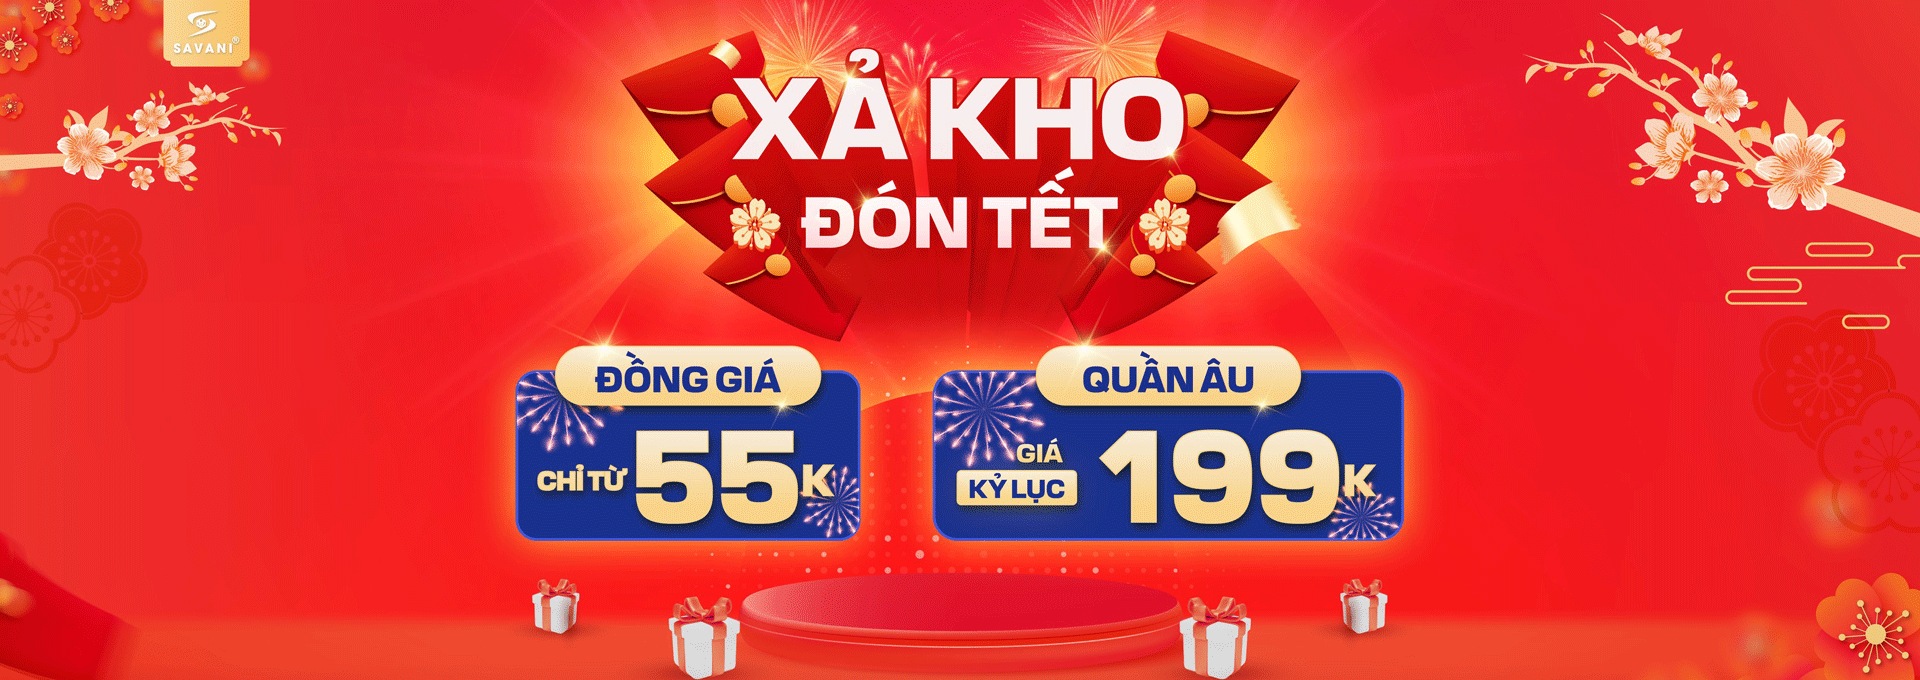 SAVANI®
XẢ KHO
ĐÓN TẾT
ĐỒNG GIÁ
CHỈ TỪ 55K
QUẦN ÂU
GIÁ
KỶ LỤC
199K